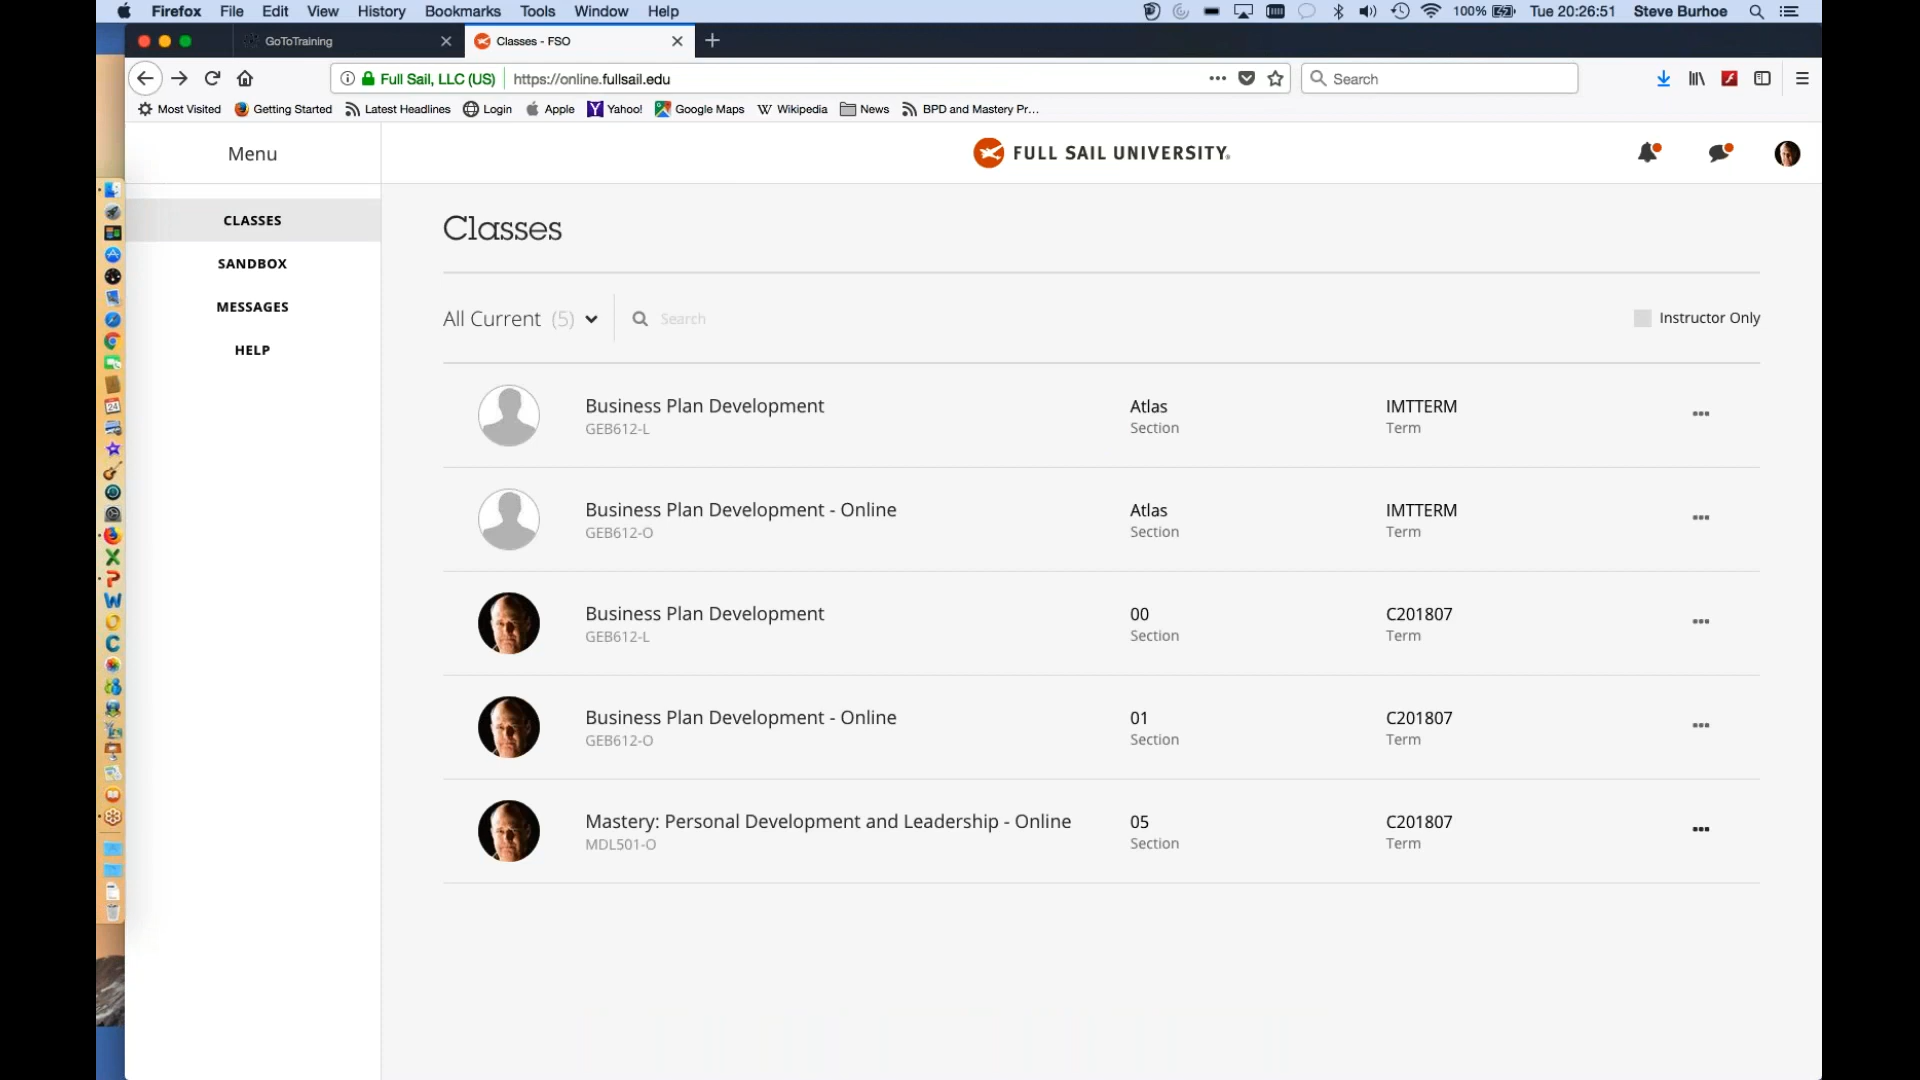 Firefox File Edit View History Bookmarks Tools Window Help 100% Tue 20:26:51 Steve Burhoe
GoToTraining Classes - FSO
Full Sail, LLC (US) https://online.fullsail.edu Search
Most Visited Getting Started Latest Headlines Login Apple Yahoo! Google Maps Wikipedia News BPD and Mastery Pr...
Menu FULL SAIL UNIVERSITY.
CLASSES
SANDBOX
MESSAGES
HELP
Classes
All Current (5) Search Instructor Only
Business Plan Development Atlas IMTTERM
GEB612-L Section Term
Business Plan Development - Online Atlas IMTTERM
GEB612-O Section Term
Business Plan Development 00 C201807
GEB612-L Section Term
Business Plan Development - Online 01 C201807
GEB612-O Section Term
Mastery: Personal Development and Leadership - Online 05 C201807
MDL501-O Section Term